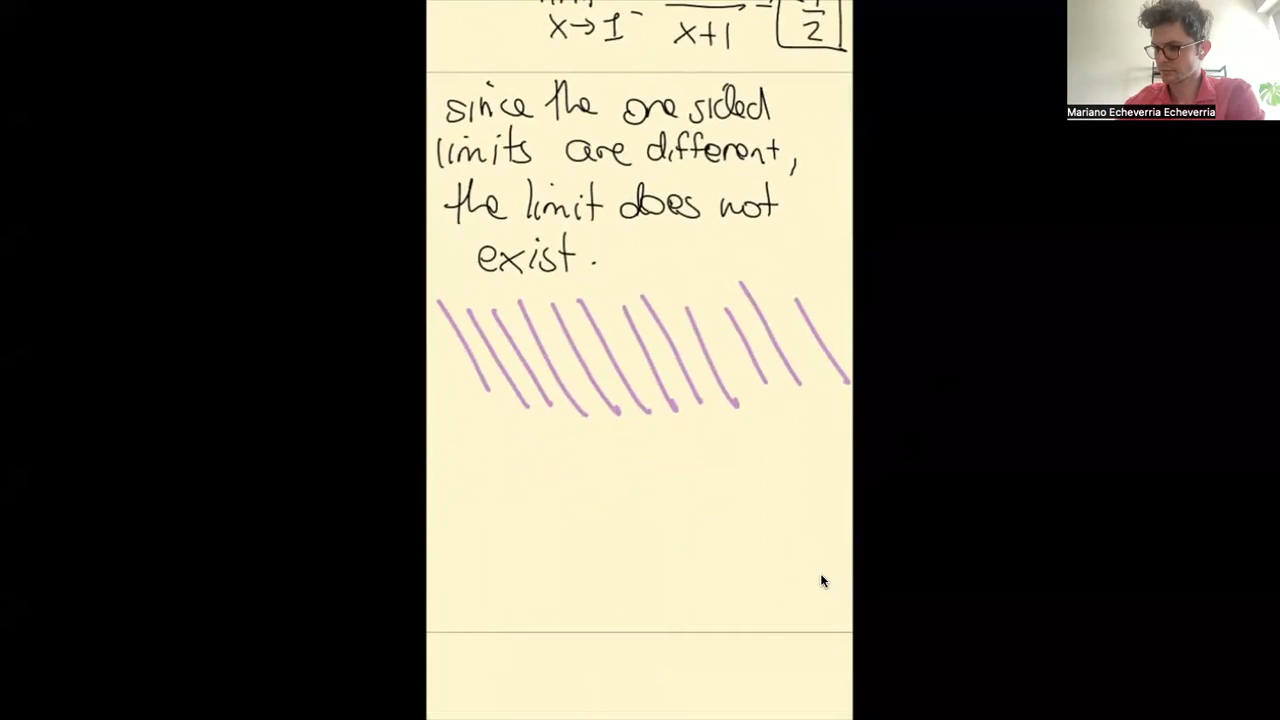 x→1⁻ x+1 2
since the one sided
limits are different,
the limit does not
exist.
Mariano Echeverria Echeverria